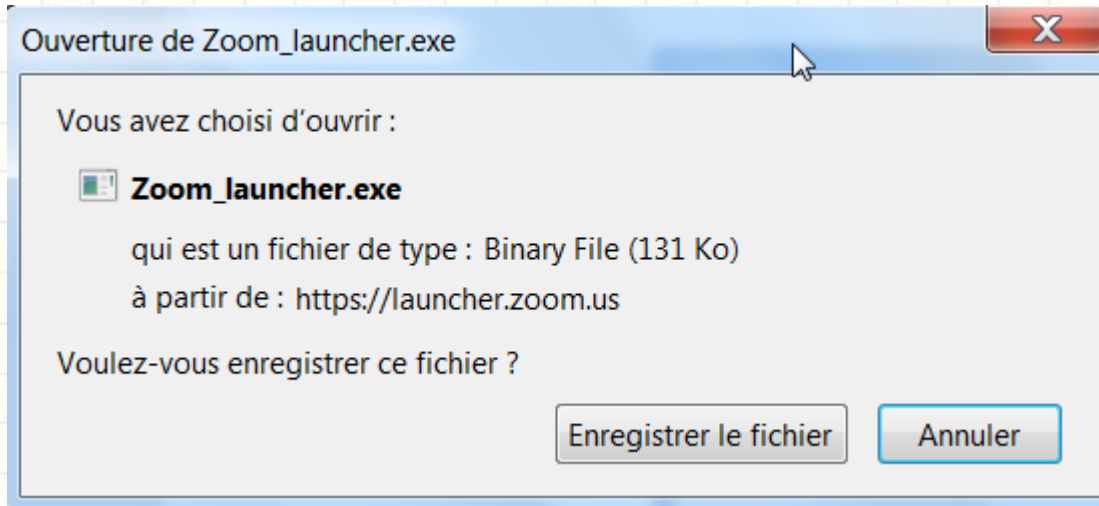 Ouverture de Zoom_launcher.exe
Vous avez choisi d’ouvrir :
Zoom_launcher.exe
qui est un fichier de type : Binary File (131 Ko)
à partir de : https://launcher.zoom.us
Voulez-vous enregistrer ce fichier ?
Enregistrer le fichier Annuler